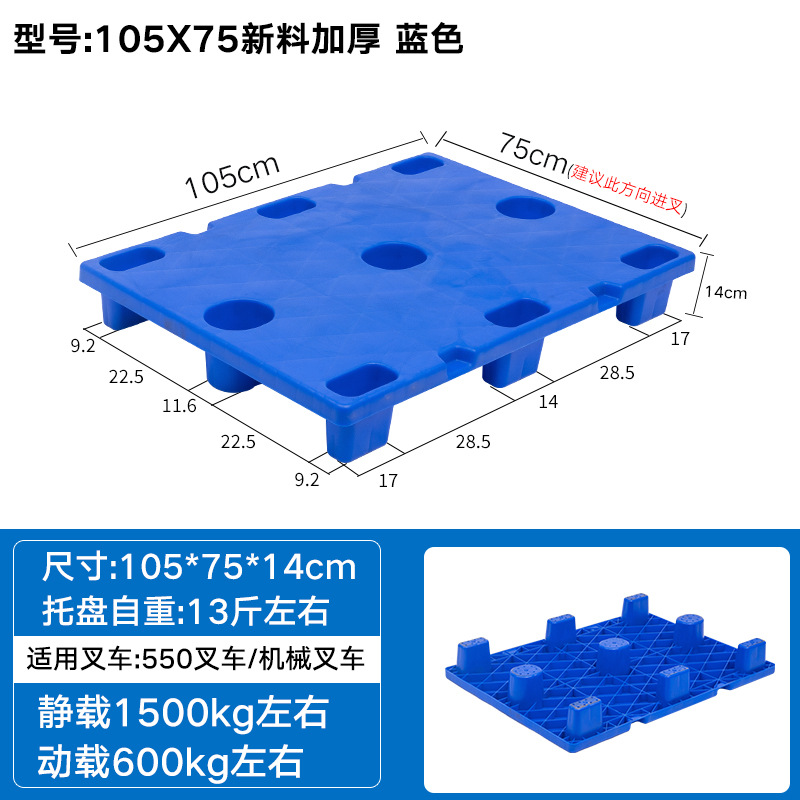 型号:105X75新料加厚 蓝色
105cm
75cm(建议此方向进叉)
14cm
9.2
22.5
11.6
22.5
9.2
17
28.5
14
28.5
17
尺寸:105*75*14cm
托盘自重:13斤左右
适用叉车:550叉车/机械叉车
静载1500kg左右
动载600kg左右